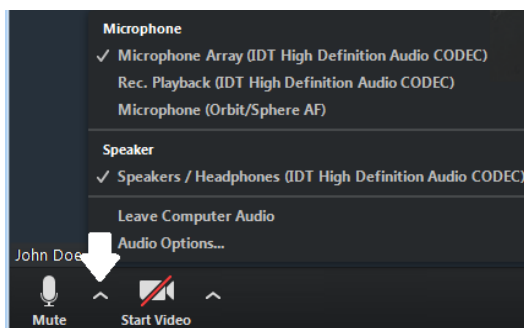 Microphone
Microphone Array (IDT High Definition Audio CODEC)
Rec. Playback (IDT High Definition Audio CODEC)
Microphone (Orbit/Sphere AF)
Speaker
Speakers / Headphones (IDT High Definition Audio CODEC)
Leave Computer Audio
Audio Options...
John Doe
Mute
Start Video